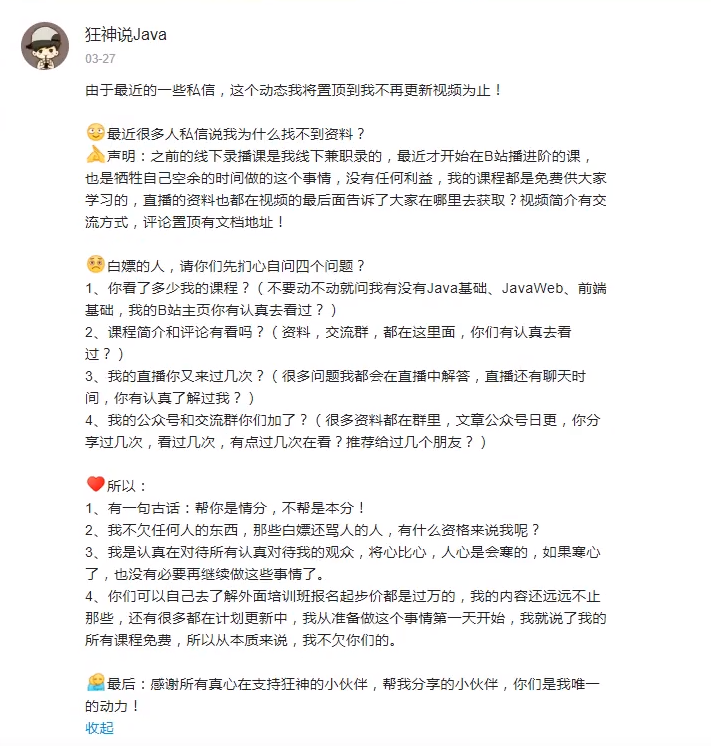 狂神说Java
03-27
由于最近的一些私信，这个动态我将置顶到我不再更新视频为止！
最近很多人私信说我为什么找不到资料？
声明：之前的线下录播课是我线下兼职录的，最近才开始在B站播进阶的课，
也是牺牲自己空余的时间做的这个事情，没有任何利益，我的课程都是免费供大家
学习的，直播的资料也都在视频的最后面告诉了大家在哪里去获取？视频简介有交
流方式，评论置顶有文档地址！
白嫖的人，请你们先扪心自问四个问题？
1、你看了多少我的课程？（不要动不动就问我有没有Java基础、JavaWeb、前端
基础，我的B站主页你有认真去看过？）
2、课程简介和评论有看吗？（资料，交流群，都在这里面，你们有认真去看
过？）
3、我的直播你又来过几次？（很多问题我都会在直播中解答，直播还有聊天时
间，你有认真了解过我？）
4、我的公众号和交流群你们加了？（很多资料都在群里，文章公众号日更，你分
享过几次，看过几次，有点过几次在看？推荐给过几个朋友？）
所以：
1、有一句古话：帮你是情分，不帮是本分！
2、我不欠任何人的东西，那些白嫖还骂人的人，有什么资格来说我呢？
3、我是认真在对待所有认真对待我的观众，将心比心，人心是会寒的，如果寒心
了，也没有必要再继续做这些事情了。
4、你们可以自己去了解外面培训班报名起步价都是过万的，我的内容还远远不止
那些，还有很多都在计划更新中，我从准备做这个事情第一天开始，我就说了我的
所有课程免费，所以从本质来说，我不欠你们的。
最后：感谢所有真心在支持狂神的小伙伴，帮我分享的小伙伴，你们是我唯一
的动力！
收起